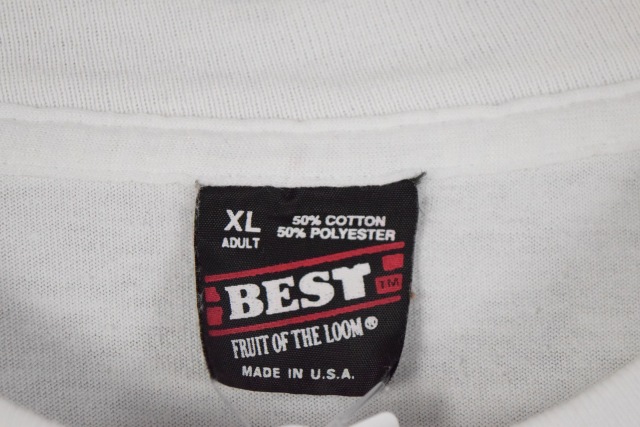 XL 50% COTTON
ADULT 50% POLYESTER
BEST TM
FRUIT OF THE LOOM®
MADE IN U.S.A.